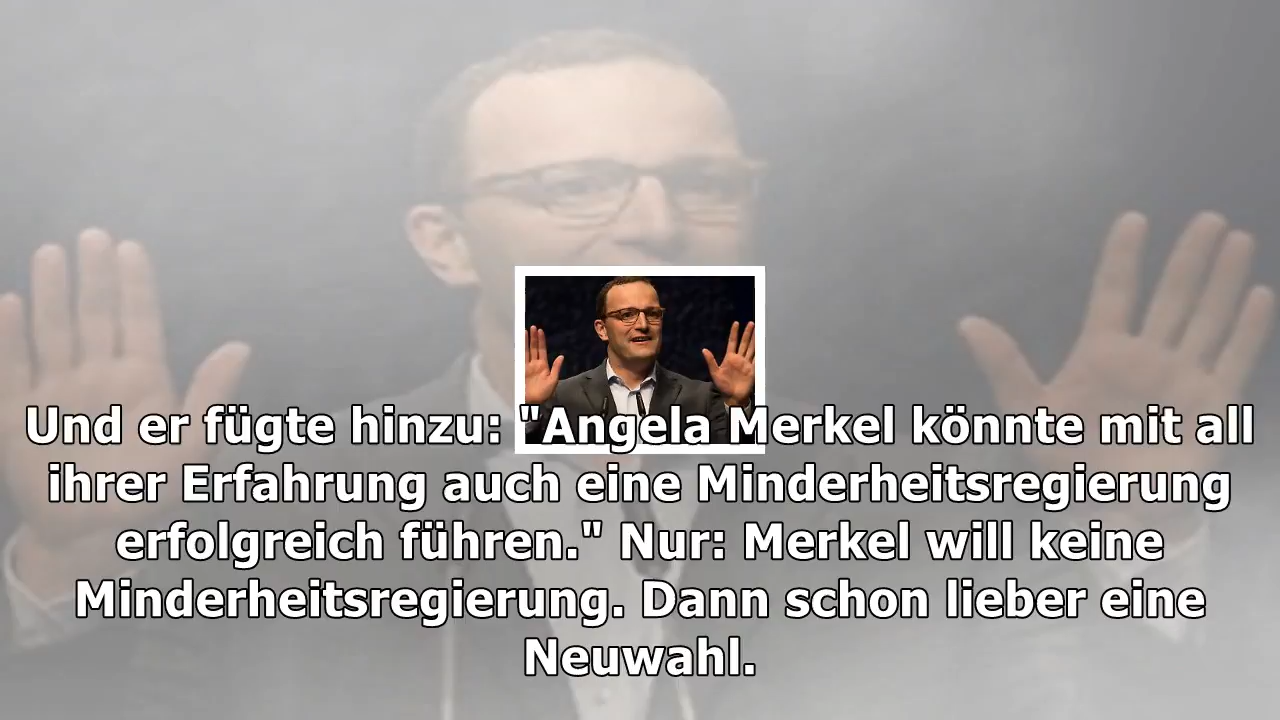 Und er fügte hinzu: "Angela Merkel könnte mit all
ihrer Erfahrung auch eine Minderheitsregierung
erfolgreich führen." Nur: Merkel will keine
Minderheitsregierung. Dann schon lieber eine
Neuwahl.